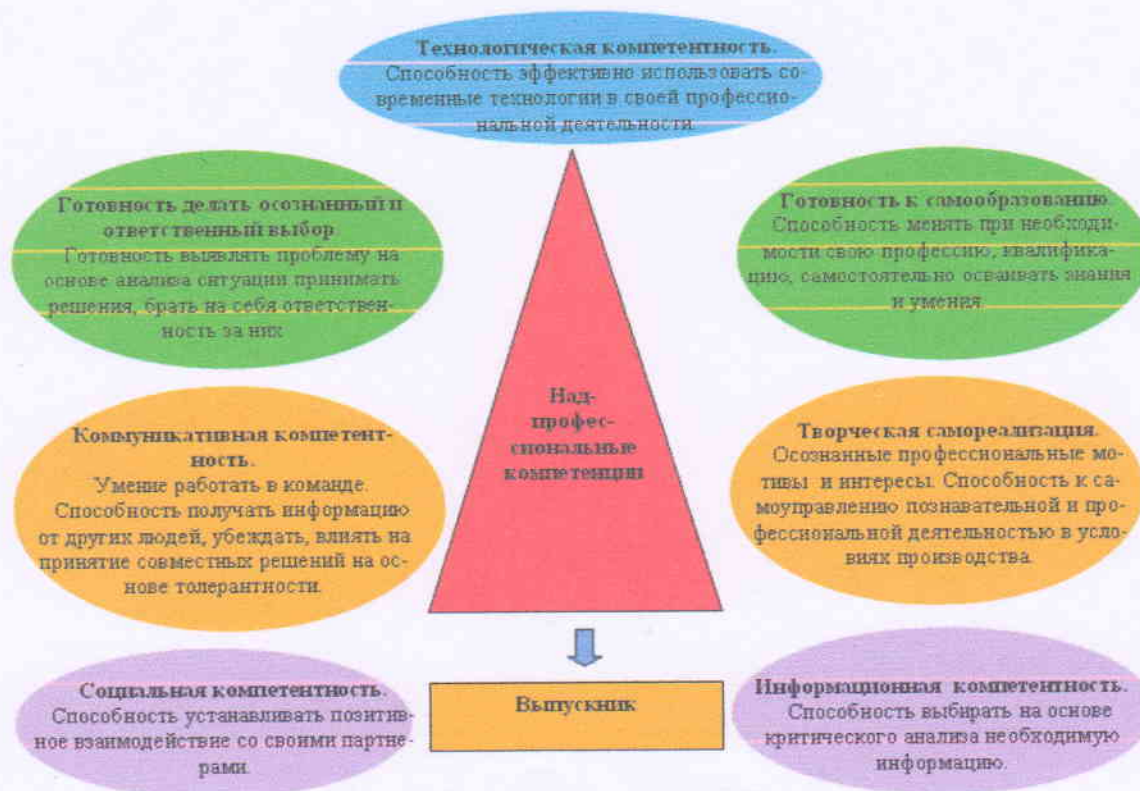 Технологическая компетентность.
Способность эффективно использовать со-
временные технологии в своей профессио-
нальной деятельности.
Готовность делать осознанный и
ответственный выбор.
Готовность выявлять проблему на
основе анализа ситуации принимать
решения, брать на себя ответствен-
ность за них
Готовность к самообразованию.
Способность менять при необходи-
мости свою профессию, квалифика-
цию, самостоятельно осваивать знания
и умения.
Над-
профес-
сиональные
компетенции
Коммуникативная компетент-
ность.
Умение работать в команде.
Способность получать информацию
от других людей, убеждать, влиять на
принятие совместных решений на ос-
нове толерантности.
Творческая самореализация.
Осознанные профессиональные мо-
тивы и интересы. Способность к са-
моуправлению познавательной и про-
фессиональной деятельностью в усло-
виях производства.
Социальная компетентность.
Способность устанавливать позитив-
ное взаимодействие со своими партне-
рами.
Выпускник
Информационная компетентность.
Способность выбирать на основе
критического анализа необходимую
информацию.